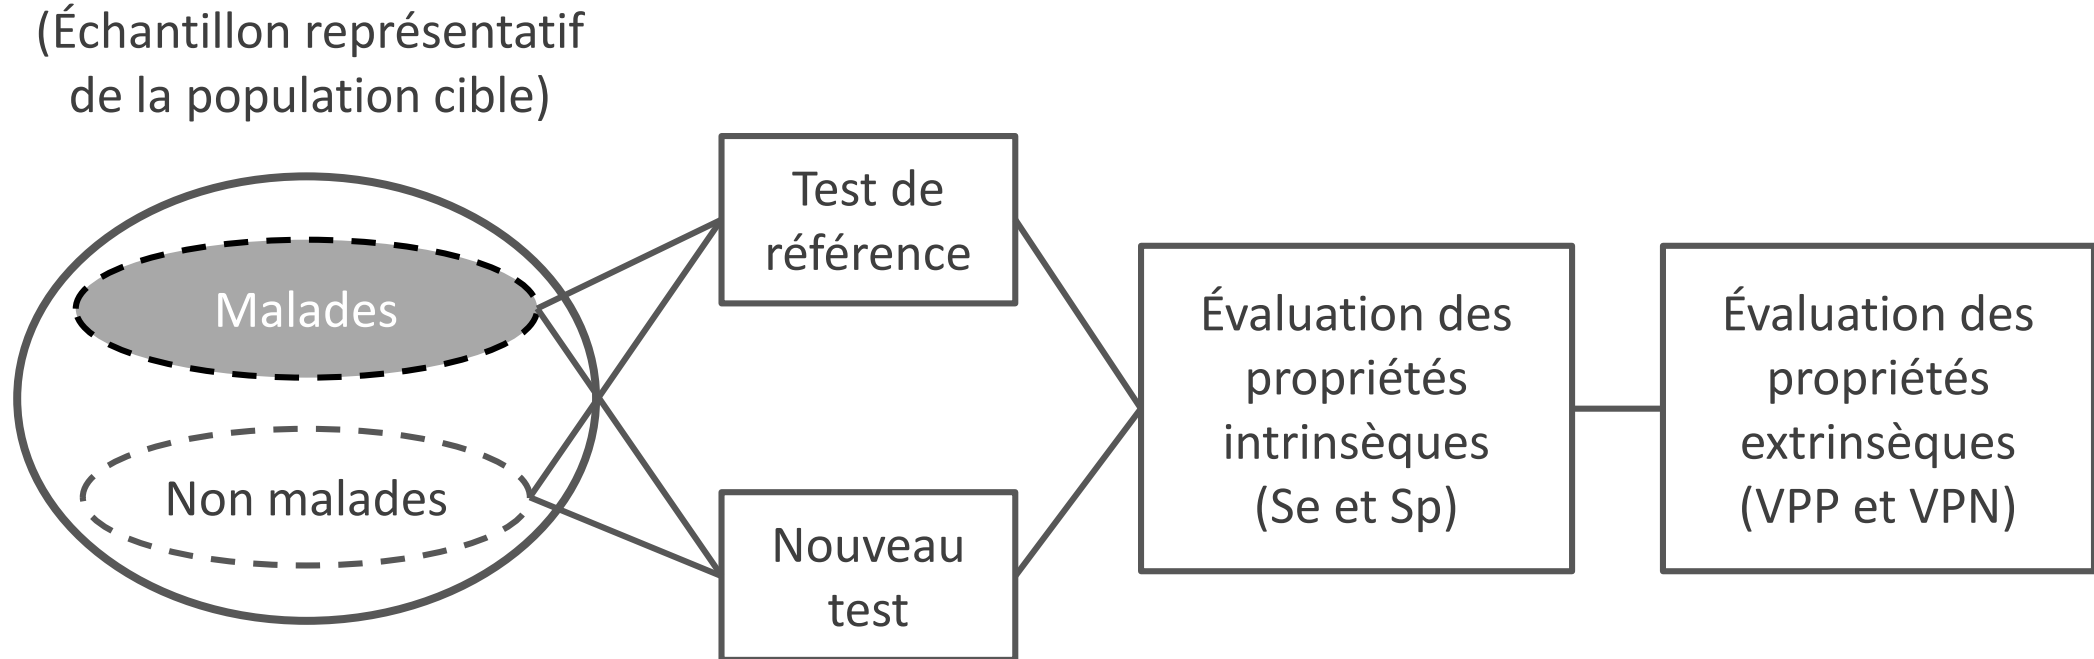 (Échantillon représentatif
de la population cible)
Malades
Non malades
Test de
référence
Nouveau
test
Évaluation des
propriétés
intrinsèques
(Se et Sp)
Évaluation des
propriétés
extrinsèques
(VPP et VPN)